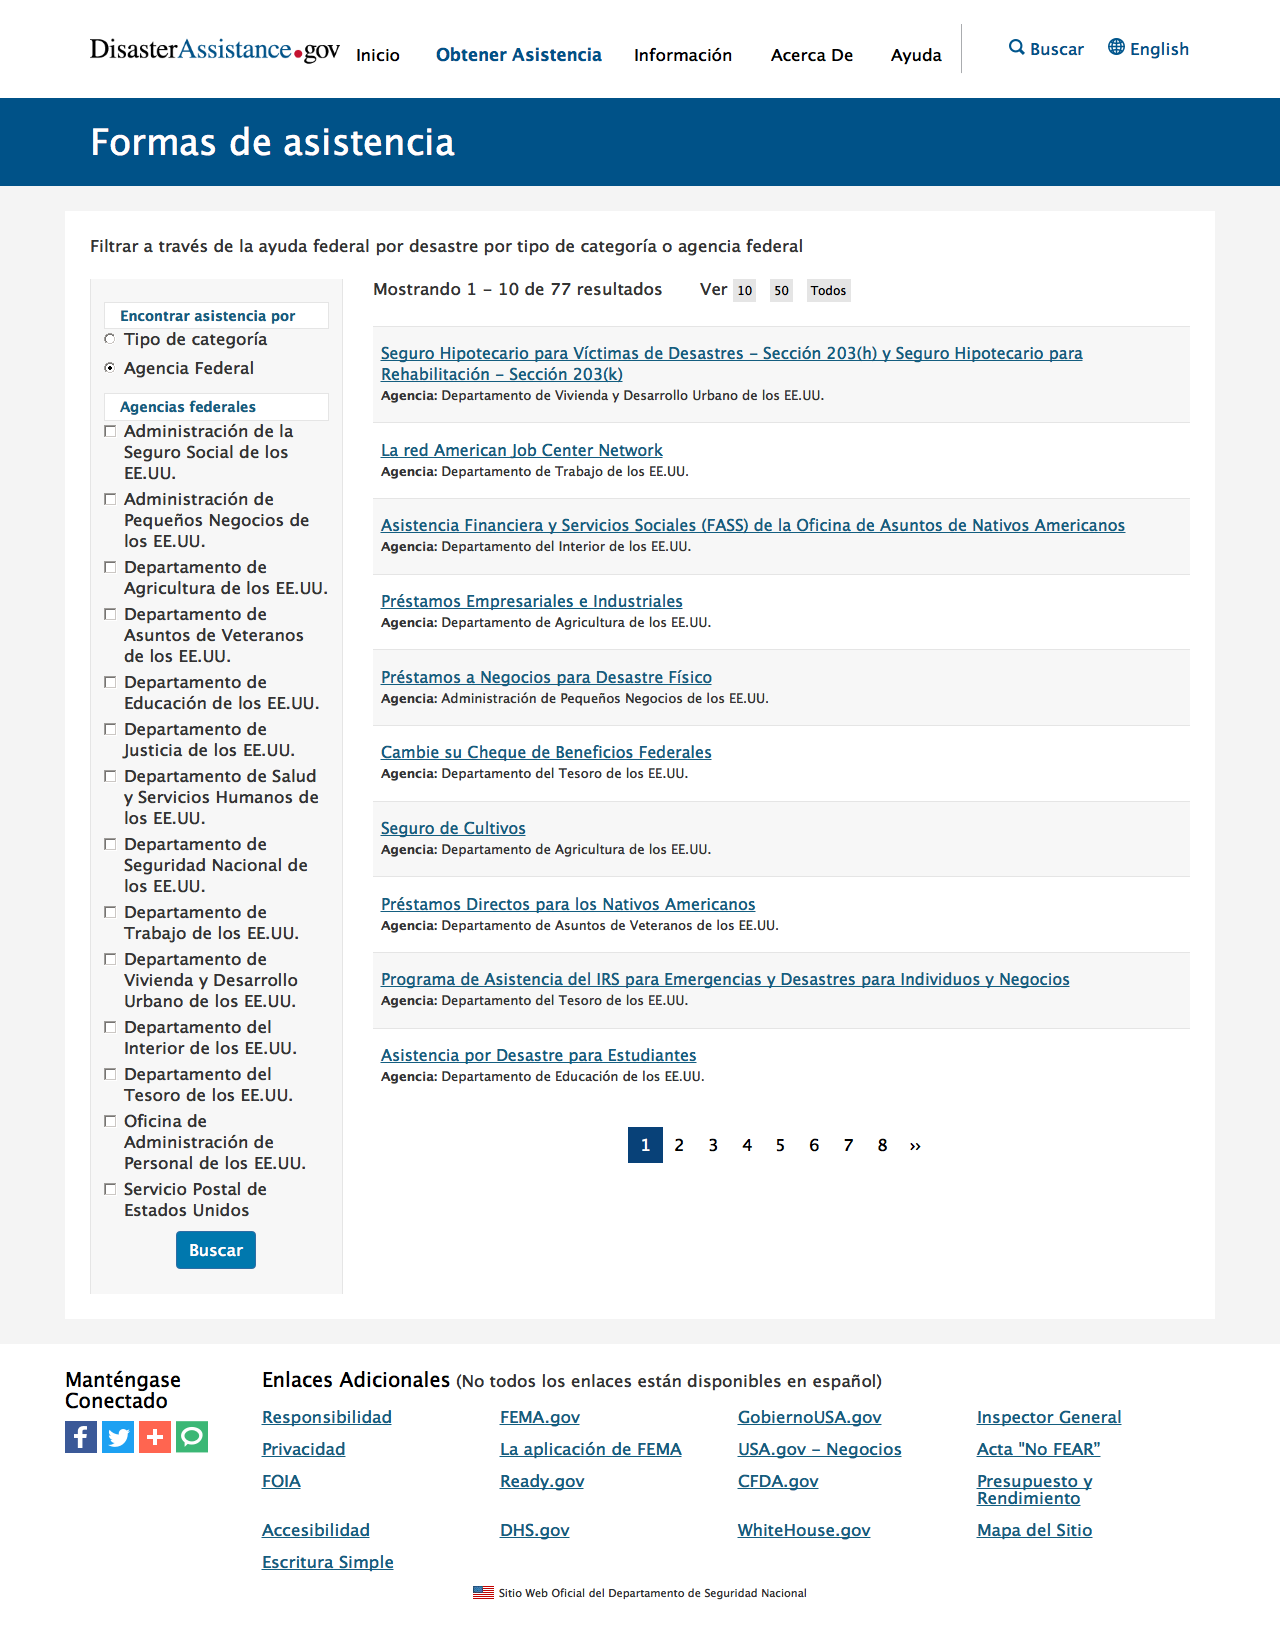 DisasterAssistance.gov
Inicio
Obtener Asistencia
Información
Acerca De
Ayuda
Buscar
English
Formas de asistencia
Filtrar a través de la ayuda federal por desastre por tipo de categoría o agencia federal
Encontrar asistencia por
Tipo de categoría
Agencia Federal
Agencias federales
Administración de la
Seguro Social de los
EE.UU.
Administración de
Pequeños Negocios de
los EE.UU.
Departamento de
Agricultura de los EE.UU.
Departamento de
Asuntos de Veteranos
de los EE.UU.
Departamento de
Educación de los EE.UU.
Departamento de
Justicia de los EE.UU.
Departamento de Salud
y Servicios Humanos de
los EE.UU.
Departamento de
Seguridad Nacional de
los EE.UU.
Departamento de
Trabajo de los EE.UU.
Departamento de
Vivienda y Desarrollo
Urbano de los EE.UU.
Departamento del
Interior de los EE.UU.
Departamento del
Tesoro de los EE.UU.
Oficina de
Administración de
Personal de los EE.UU.
Servicio Postal de
Estados Unidos
Buscar
Mostrando 1 - 10 de 77 resultados
Ver 10 50 Todos
Seguro Hipotecario para Víctimas de Desastres - Sección 203(h) y Seguro Hipotecario para
Rehabilitación - Sección 203(k)
Agencia: Departamento de Vivienda y Desarrollo Urbano de los EE.UU.
La red American Job Center Network
Agencia: Departamento de Trabajo de los EE.UU.
Asistencia Financiera y Servicios Sociales (FASS) de la Oficina de Asuntos de Nativos Americanos
Agencia: Departamento del Interior de los EE.UU.
Préstamos Empresariales e Industriales
Agencia: Departamento de Agricultura de los EE.UU.
Préstamos a Negocios para Desastre Físico
Agencia: Administración de Pequeños Negocios de los EE.UU.
Cambie su Cheque de Beneficios Federales
Agencia: Departamento del Tesoro de los EE.UU.
Seguro de Cultivos
Agencia: Departamento de Agricultura de los EE.UU.
Préstamos Directos para los Nativos Americanos
Agencia: Departamento de Asuntos de Veteranos de los EE.UU.
Programa de Asistencia del IRS para Emergencias y Desastres para Individuos y Negocios
Agencia: Departamento del Tesoro de los EE.UU.
Asistencia por Desastre para Estudiantes
Agencia: Departamento de Educación de los EE.UU.
1 2 3 4 5 6 7 8 ››
Manténgase
Conectado
Enlaces Adicionales (No todos los enlaces están disponibles en español)
Responsibilidad
FEMA.gov
GobiernoUSA.gov
Inspector General
Privacidad
La aplicación de FEMA
USA.gov - Negocios
Acta "No FEAR”
FOIA
Ready.gov
CFDA.gov
Presupuesto y
Rendimiento
Accesibilidad
DHS.gov
WhiteHouse.gov
Mapa del Sitio
Escritura Simple
Sitio Web Oficial del Departamento de Seguridad Nacional